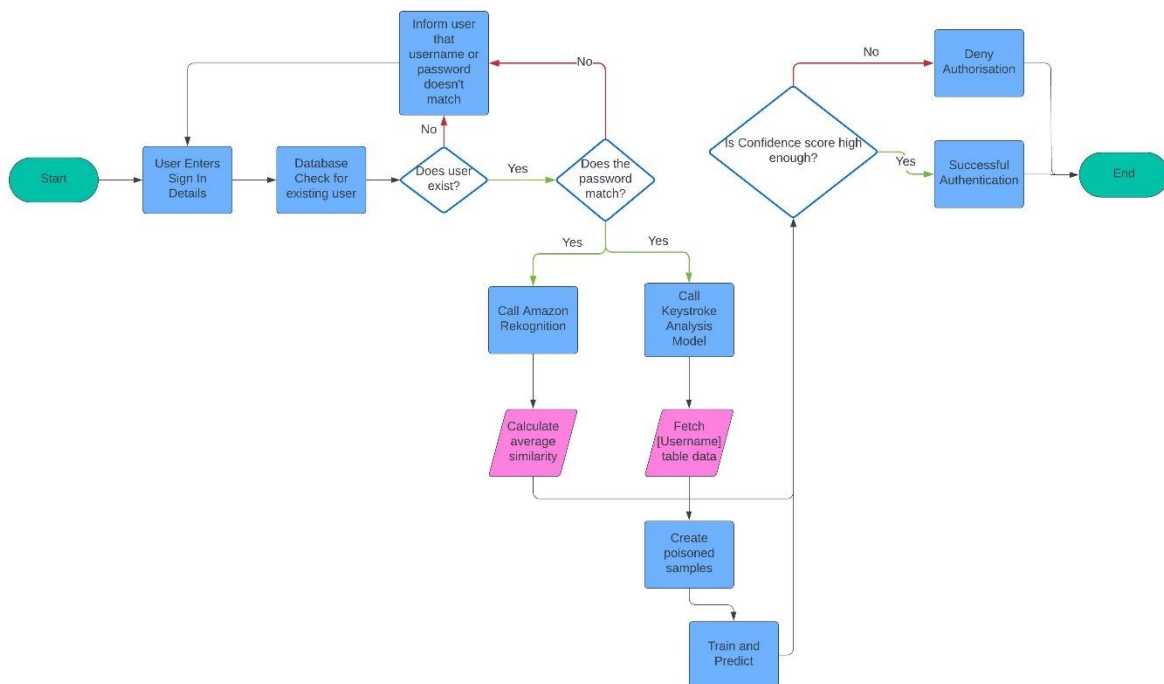 Inform user
that
username or
password
doesn't
match
No
No
Deny
Authorisation
Start
User Enters
Sign In
Details
Database
Check for
existing user
No
Does user
exist?
Yes
Does the
password
match?
Is Confidence score high
enough?
Yes
Successful
Authentication
End
Yes
Yes
Call Amazon
Rekognition
Call
Keystroke
Analysis
Model
Calculate
average
similarity
Fetch
[Username]
table data
Create
poisoned
samples
Train and
Predict